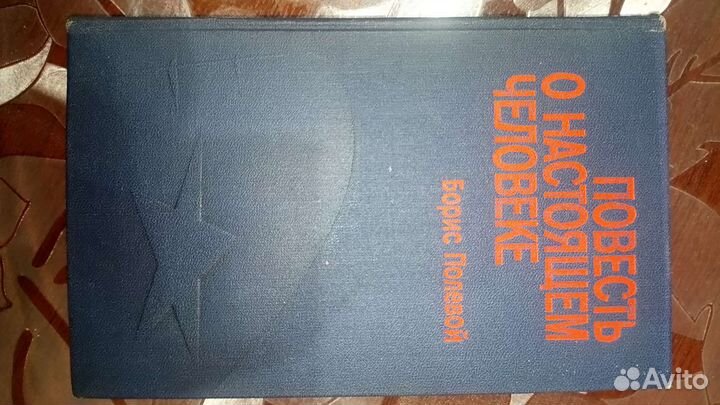 ПОВЕСТЬ
О НАСТОЯЩЕМ
ЧЕЛОВЕКЕ
Борис Полевой
Avito